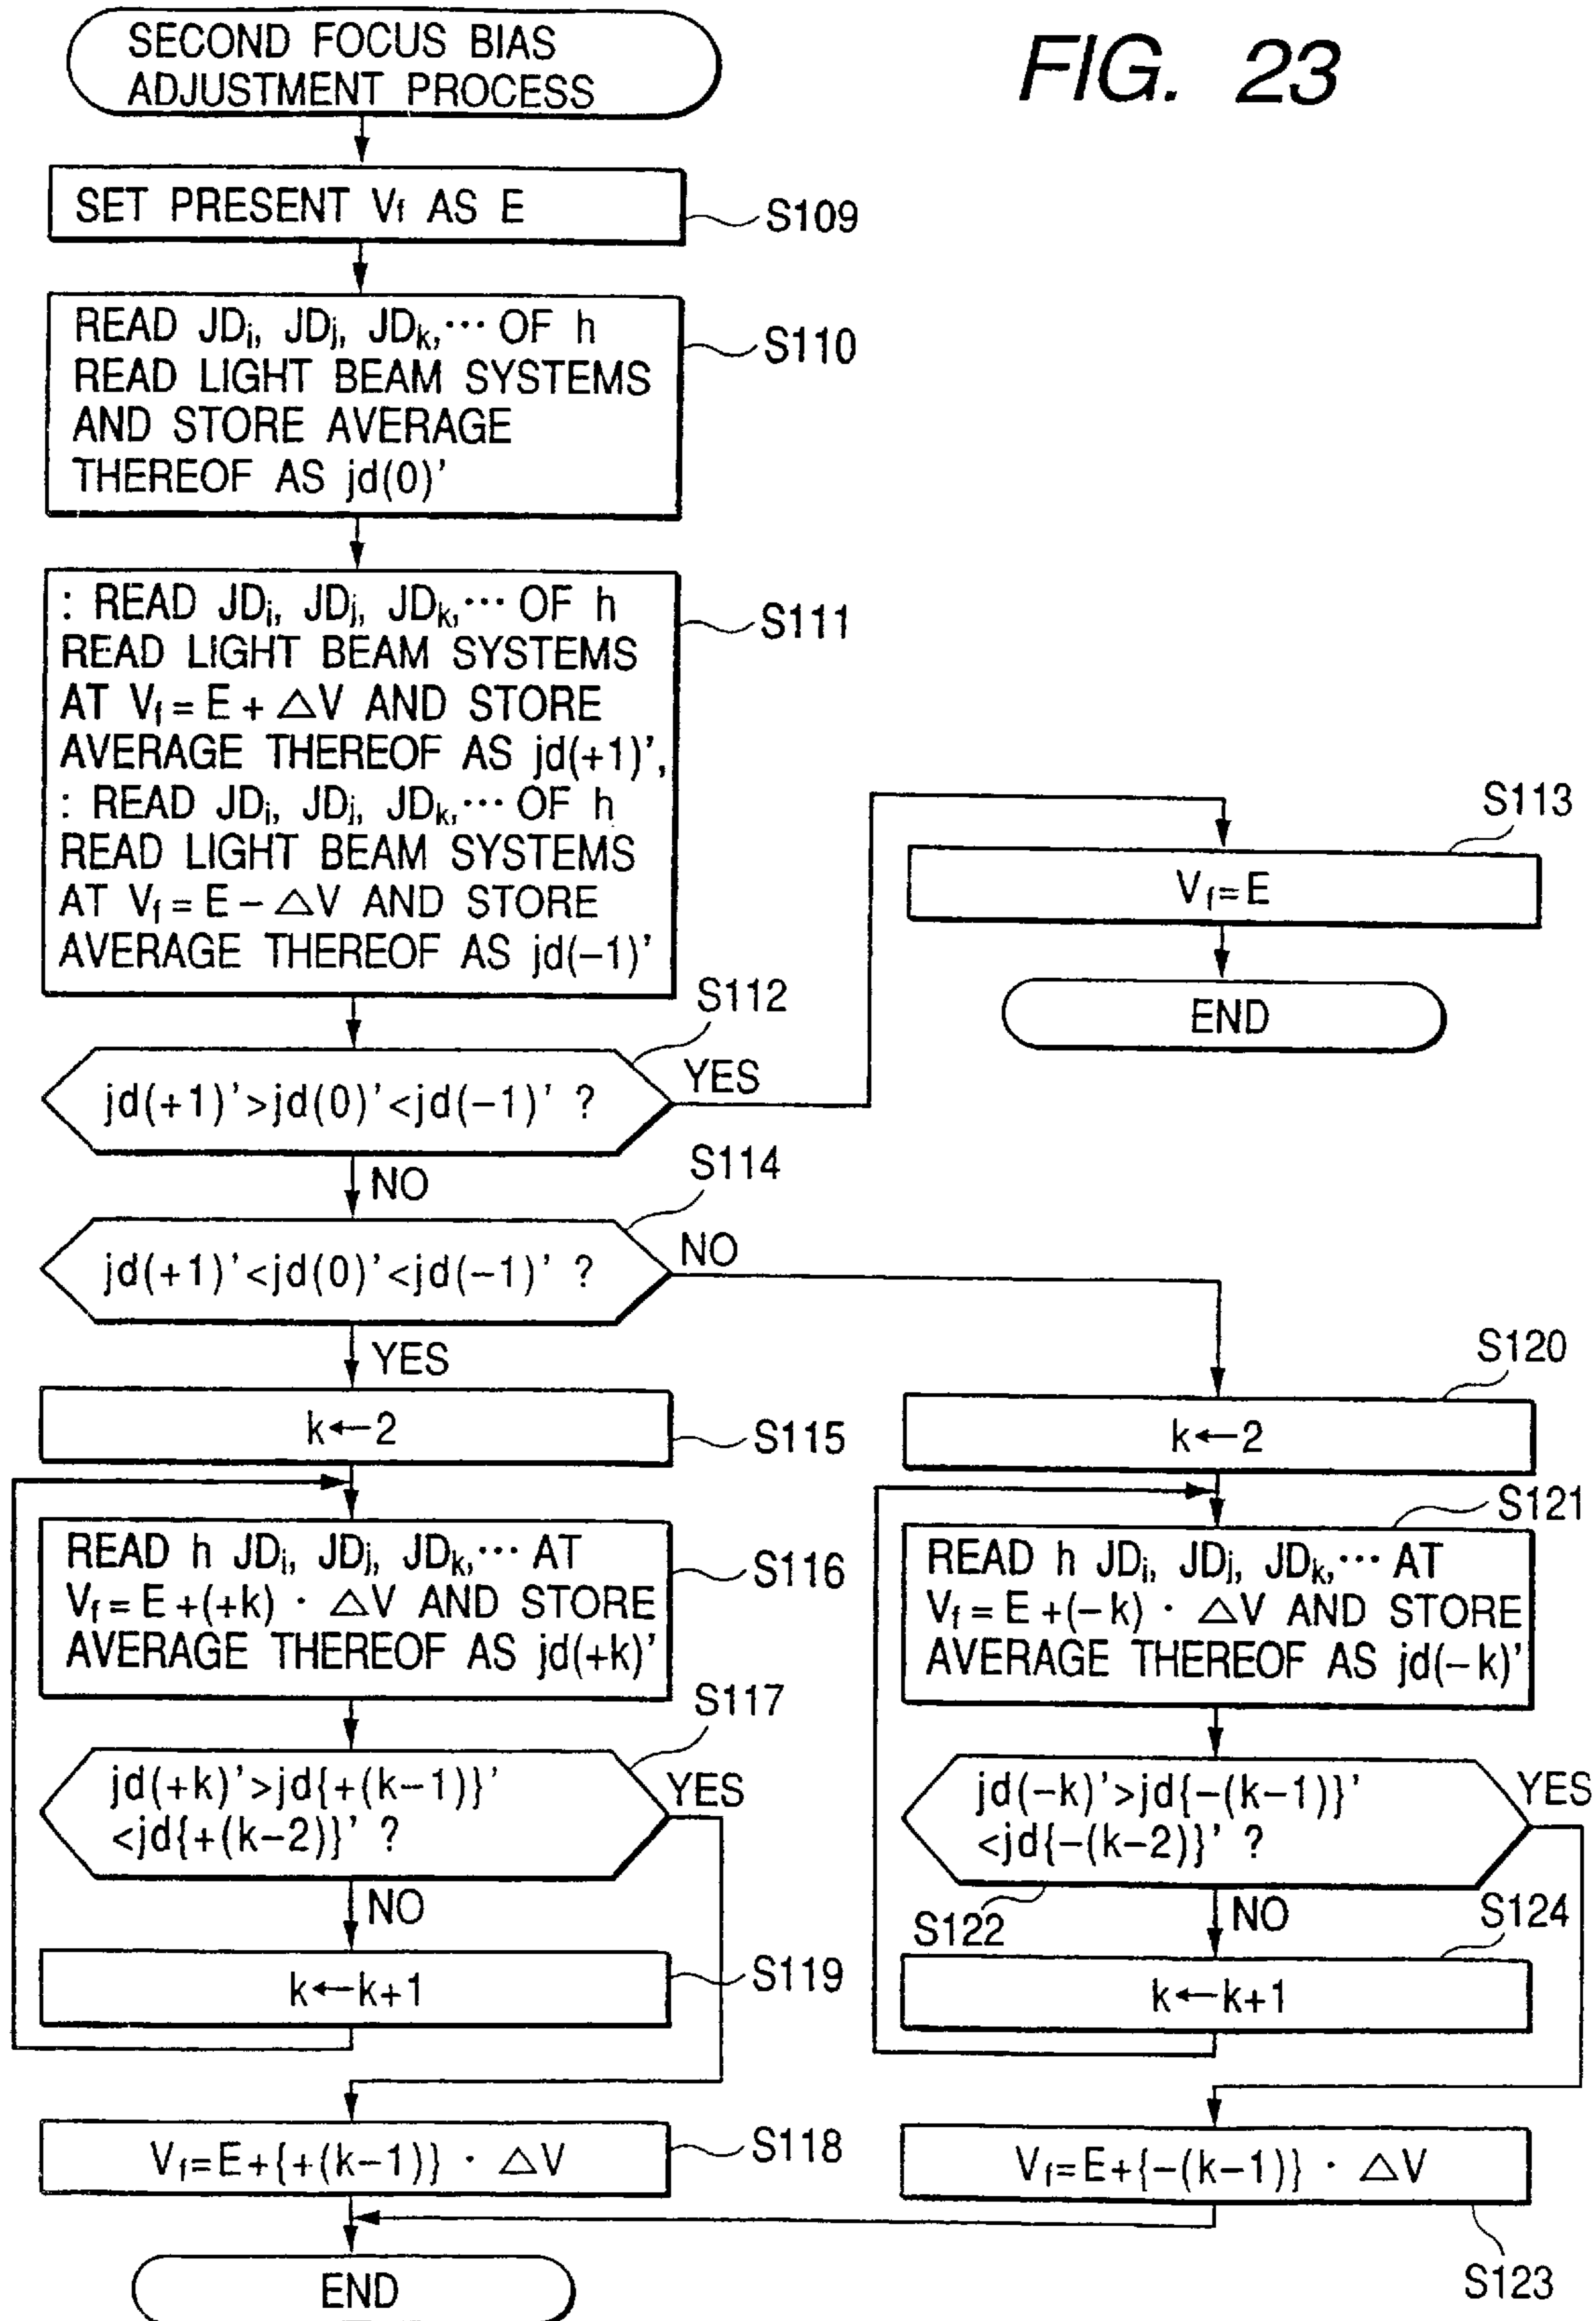 FIG. 23
SECOND FOCUS BIAS
ADJUSTMENT PROCESS
SET PRESENT Vf AS E
S109
READ JDi, JDj, JDk,··· OF h
READ LIGHT BEAM SYSTEMS
AND STORE AVERAGE
THEREOF AS jd(0)'
S110
: READ JDi, JDj, JDk,··· OF h
READ LIGHT BEAM SYSTEMS
AT Vf = E + △V AND STORE
AVERAGE THEREOF AS jd(+1)',
: READ JDi, JDj, JDk,··· OF h
READ LIGHT BEAM SYSTEMS
AT Vf = E − △V AND STORE
AVERAGE THEREOF AS jd(−1)'
S111
S112
jd(+1)'>jd(0)'<jd(−1)' ?
YES
S113
Vf=E
END
NO
S114
jd(+1)'<jd(0)'<jd(−1)' ?
NO
YES
k←2
S115
READ h JDi, JDj, JDk,··· AT
Vf = E +(+k) · △V AND STORE
AVERAGE THEREOF AS jd(+k)'
S116
S117
jd(+k)'>jd{+(k−1)}'
<jd{+(k−2)}' ?
YES
NO
k←k+1
S119
Vf=E+{+(k−1)} · △V
S118
END
S120
k←2
S121
READ h JDi, JDj, JDk,··· AT
Vf = E +(−k) · △V AND STORE
AVERAGE THEREOF AS jd(−k)'
jd(−k)'>jd{−(k−1)}'
<jd{−(k−2)}' ?
YES
S122
NO
S124
k←k+1
Vf=E+{−(k−1)} · △V
S123